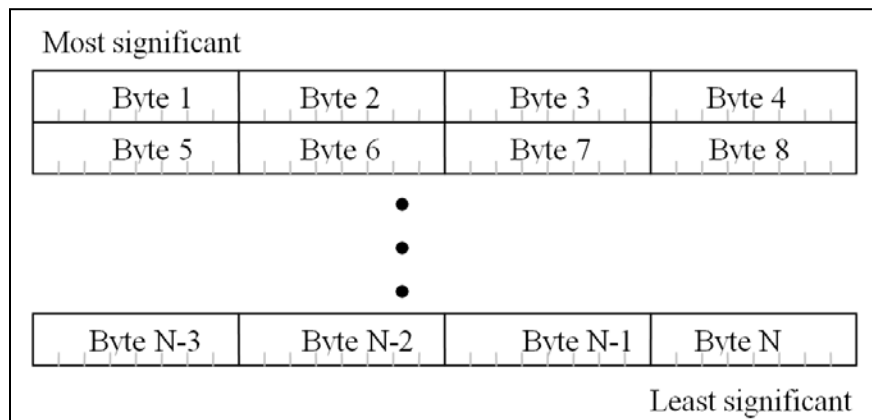 Most significant
Byte 1 Byte 2 Byte 3 Byte 4
Byte 5 Byte 6 Byte 7 Byte 8
Byte N-3 Byte N-2 Byte N-1 Byte N
Least significant